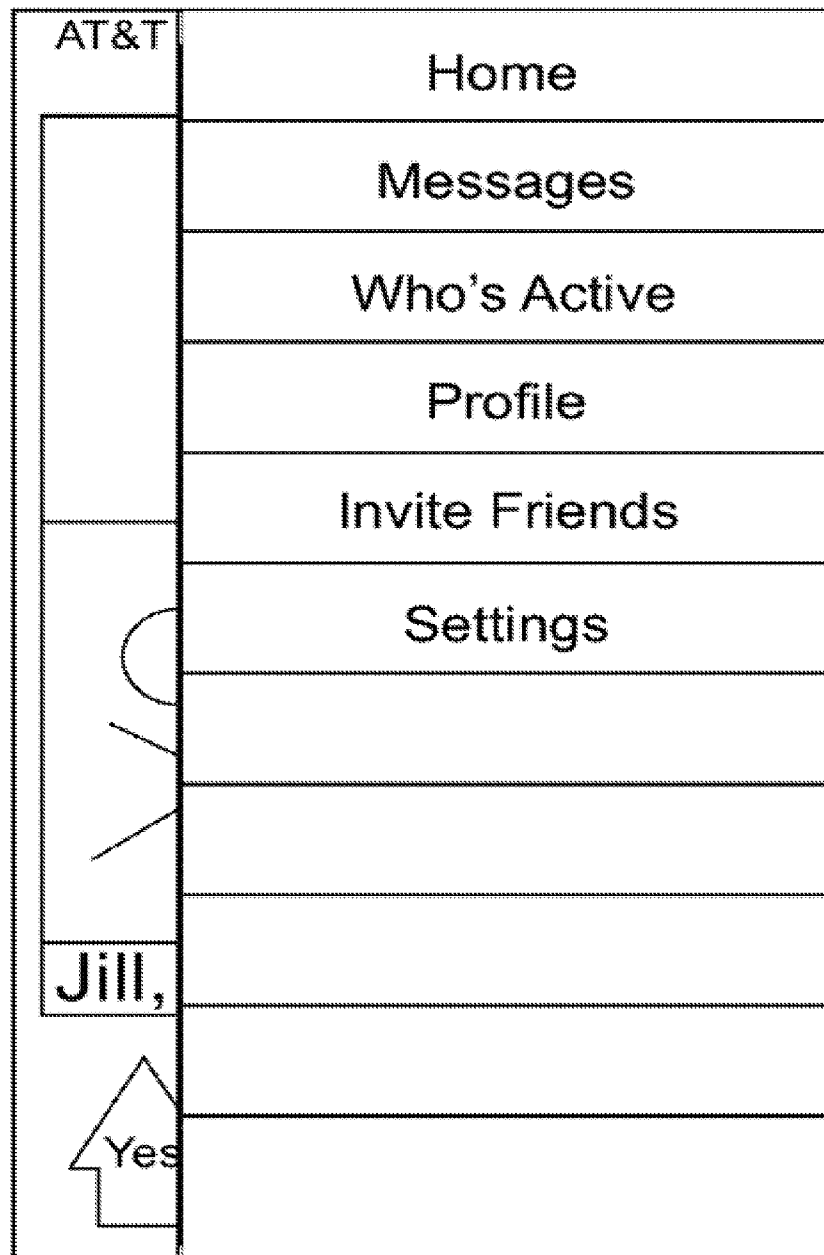 AT&T
Home
Messages
Who's Active
Profile
Invite Friends
Settings
Jill,
Yes